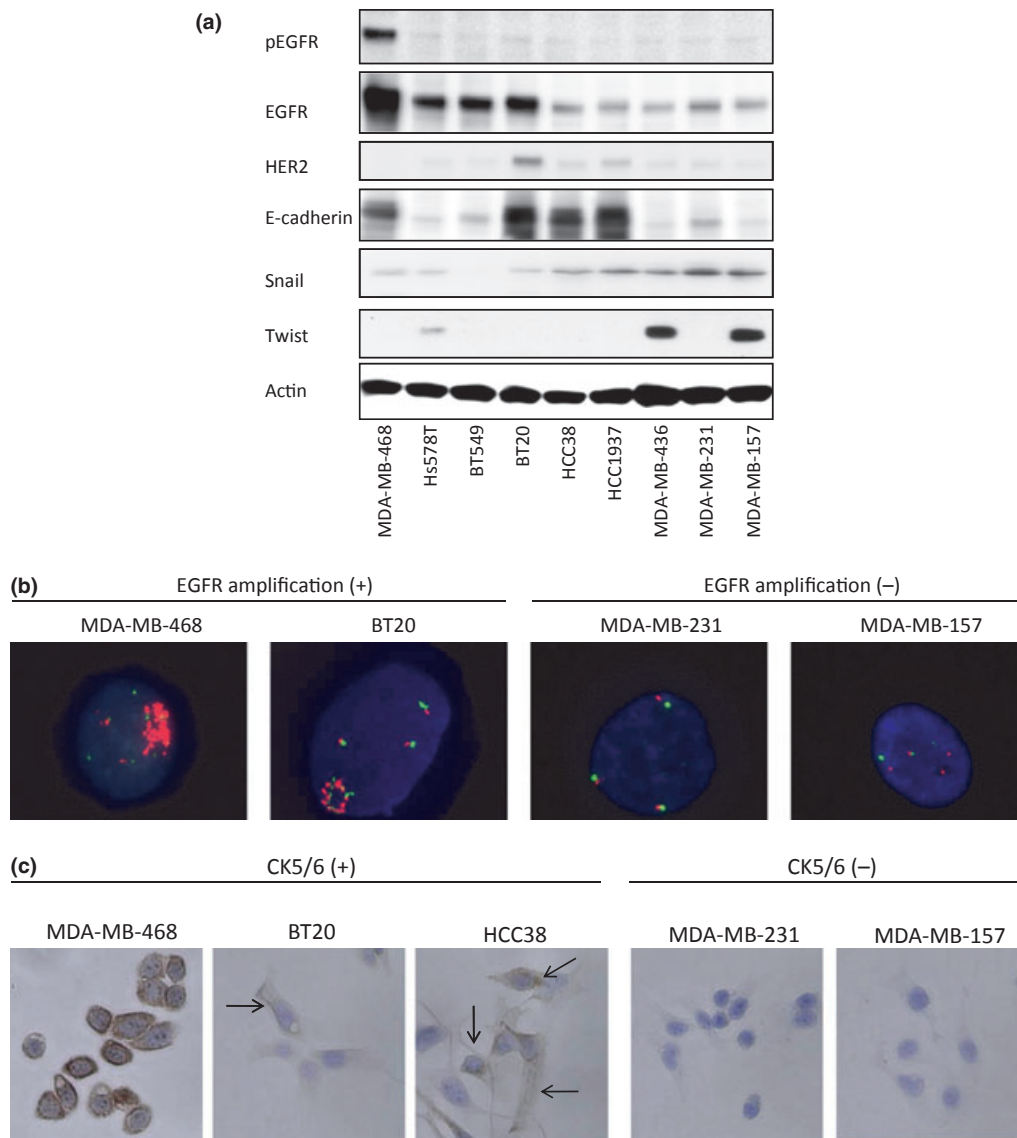 (a)
pEGFR
EGFR
HER2
E-cadherin
Snail
Twist
Actin
MDA-MB-468
Hs578T
BT549
BT20
HCC38
HCC1937
MDA-MB-436
MDA-MB-231
MDA-MB-157
(b)
EGFR amplification (+)
EGFR amplification (–)
MDA-MB-468
BT20
MDA-MB-231
MDA-MB-157
(c)
CK5/6 (+)
CK5/6 (–)
MDA-MB-468
BT20
HCC38
MDA-MB-231
MDA-MB-157